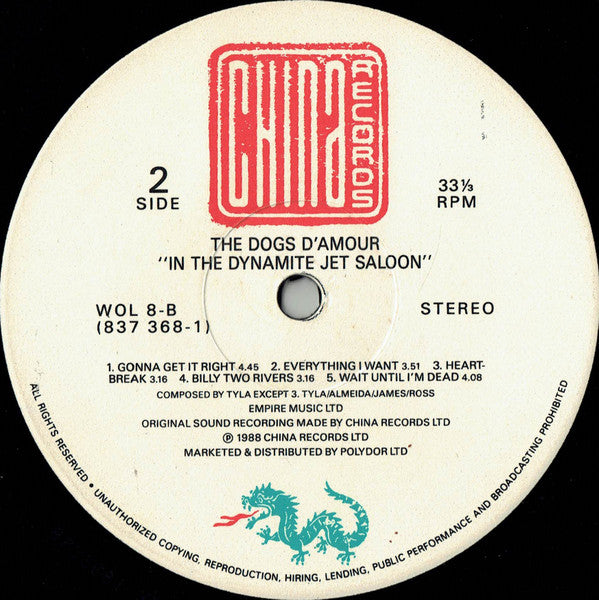 CHINA
RECORDS
2
SIDE
33⅓
RPM
THE DOGS D'AMOUR
"IN THE DYNAMITE JET SALOON"
WOL 8-B
(837 368-1)
STEREO
1. GONNA GET IT RIGHT 4.45 2. EVERYTHING I WANT 3.51 3. HEART-
BREAK 3.16 4. BILLY TWO RIVERS 3.16 5. WAIT UNTIL I'M DEAD 4.08
COMPOSED BY TYLA EXCEPT 3. TYLA/ALMEIDA/JAMES/ROSS
EMPIRE MUSIC LTD
ORIGINAL SOUND RECORDING MADE BY CHINA RECORDS LTD
℗ 1988 CHINA RECORDS LTD
MARKETED & DISTRIBUTED BY POLYDOR LTD
ALL RIGHTS RESERVED • UNAUTHORIZED COPYING, REPRODUCTION, HIRING, LENDING, PUBLIC PERFORMANCE AND BROADCASTING PROHIBITED